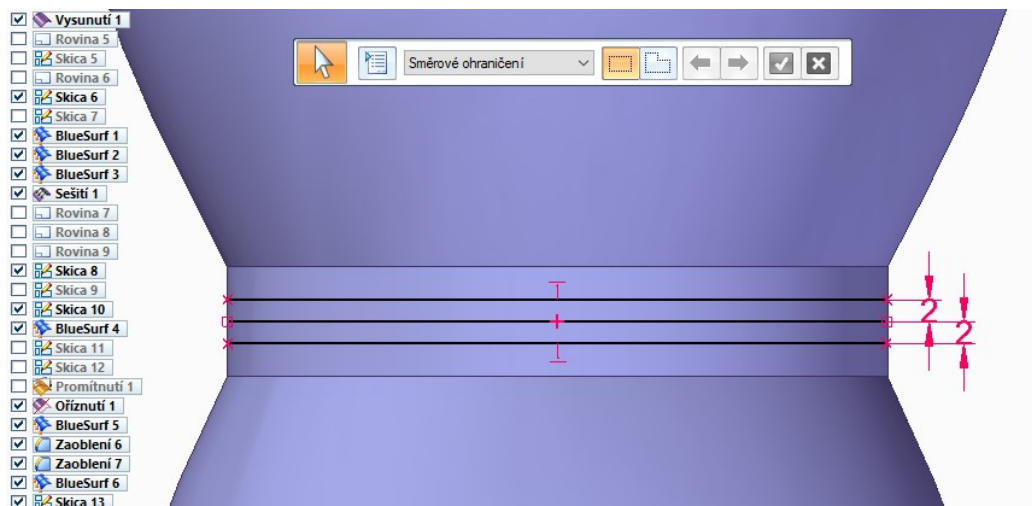 Vysunutí 1
Rovina 5
Skica 5
Rovina 6
Skica 6
Skica 7
BlueSurf 1
BlueSurf 2
BlueSurf 3
Sešití 1
Rovina 7
Rovina 8
Rovina 9
Skica 8
Skica 9
Skica 10
BlueSurf 4
Skica 11
Skica 12
Promítnutí 1
Oříznutí 1
BlueSurf 5
Zaoblení 6
Zaoblení 7
BlueSurf 6
Skica 13
Směrové ohraničení
2
2